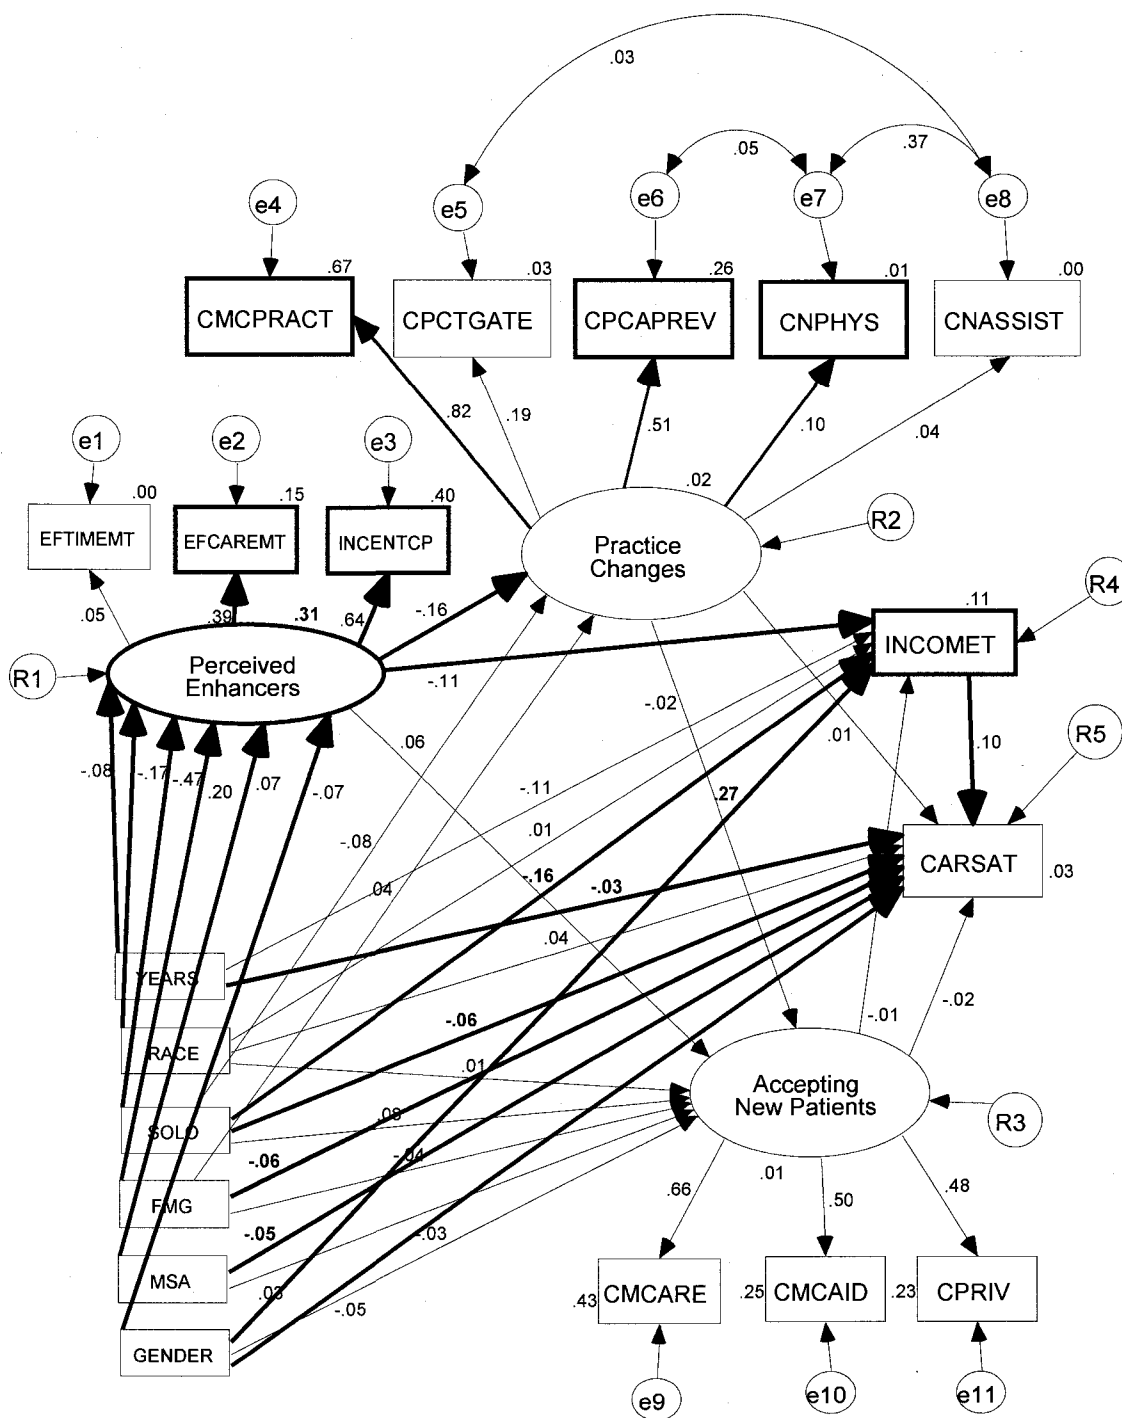 .03
.05
.37
e4
e5
e6
e7
e8
.67
.03
.26
.01
.00
CMCPRACT
CPCTGATE
CPCAPREV
CNPHYS
CNASSIST
.82
.19
.51
.10
.04
e1
e2
e3
.00
.15
.40
EFTIMEMT
EFCAREMT
INCENTCP
.02
Practice
Changes
R2
R4
.05
.39
.31
.64
-.16
.11
INCOMET
R1
Perceived
Enhancers
-.11
-.02
.01
.10
R5
-.08
-.17
-.47
.20
.07
-.07
.06
-.11
.27
.01
-.08
.04
-.16
-.03
CARSAT
.03
YEARS
.04
-.06
-.01
-.02
RACE
.01
Accepting
New Patients
R3
SOLO
.08
-.04
-.06
.01
.66
.50
.48
FMG
-.05
-.03
MSA
.03
-.05
.43
CMCARE
.25
CMCAID
.23
CPRIV
GENDER
e9
e10
e11